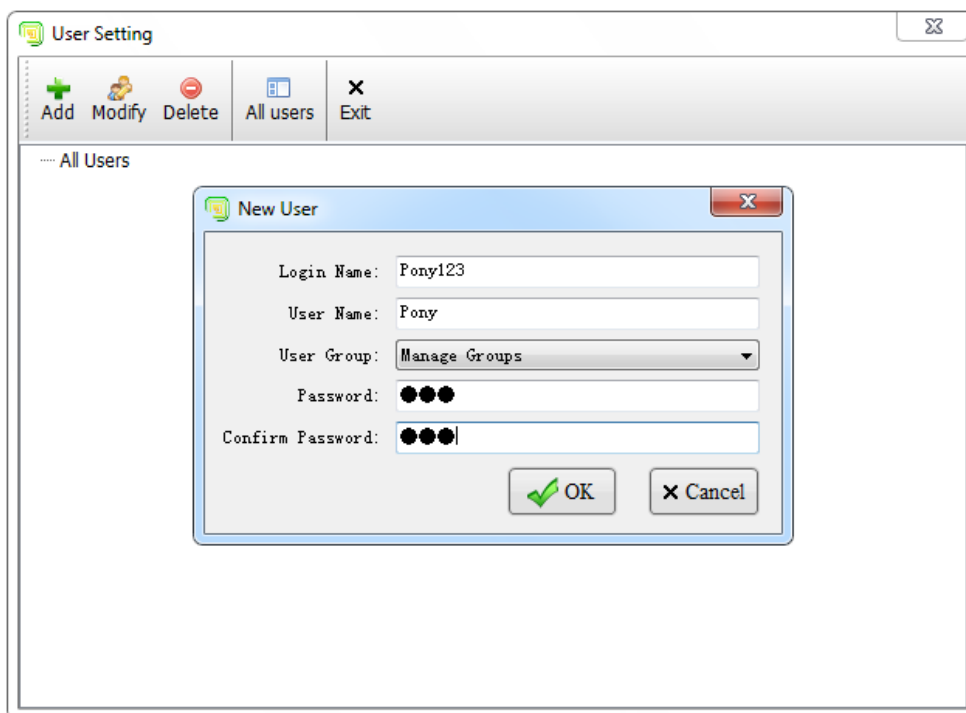 User Setting
Add Modify Delete All users Exit
All Users
New User
Login Name: Pony123
User Name: Pony
User Group: Manage Groups
Password: ●●●
Confirm Password: ●●●
OK Cancel